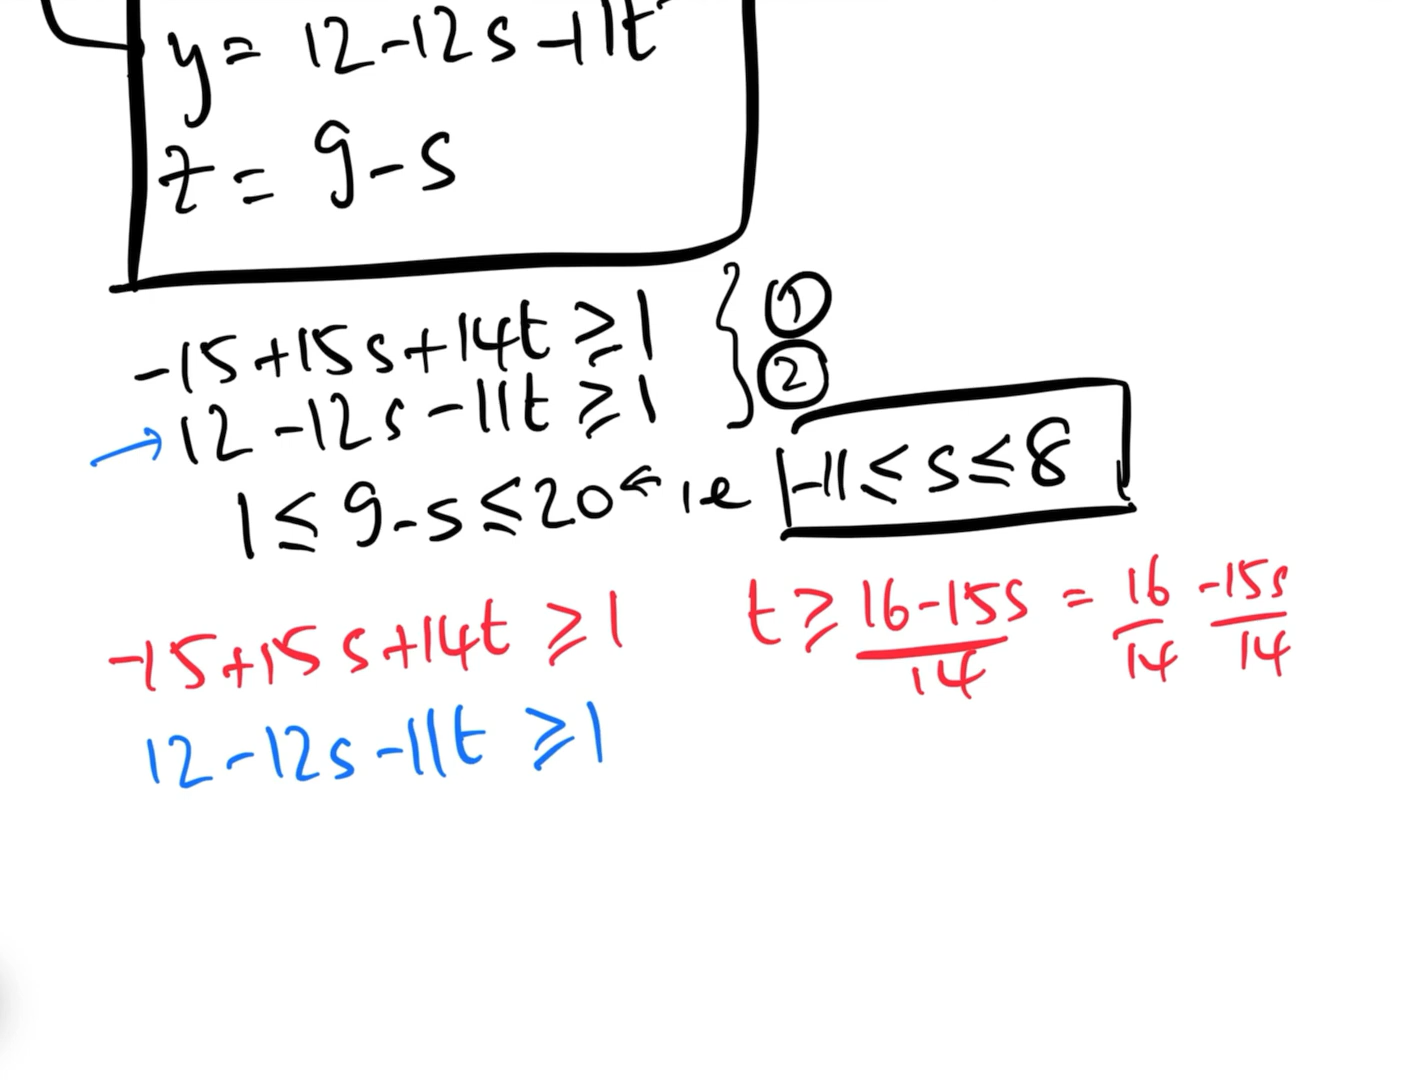 y = 12-12s-11t
z = 9-s
-15+15s+14t ≥ 1 ①
→ 12-12s-11t ≥ 1 ②
1 ≤ 9-s ≤ 20 ← i.e -11 ≤ s ≤ 8
-15+15s+14t ≥ 1 t ≥ 16-15s/14 = 16/14 -15s/14
12-12s-11t ≥ 1